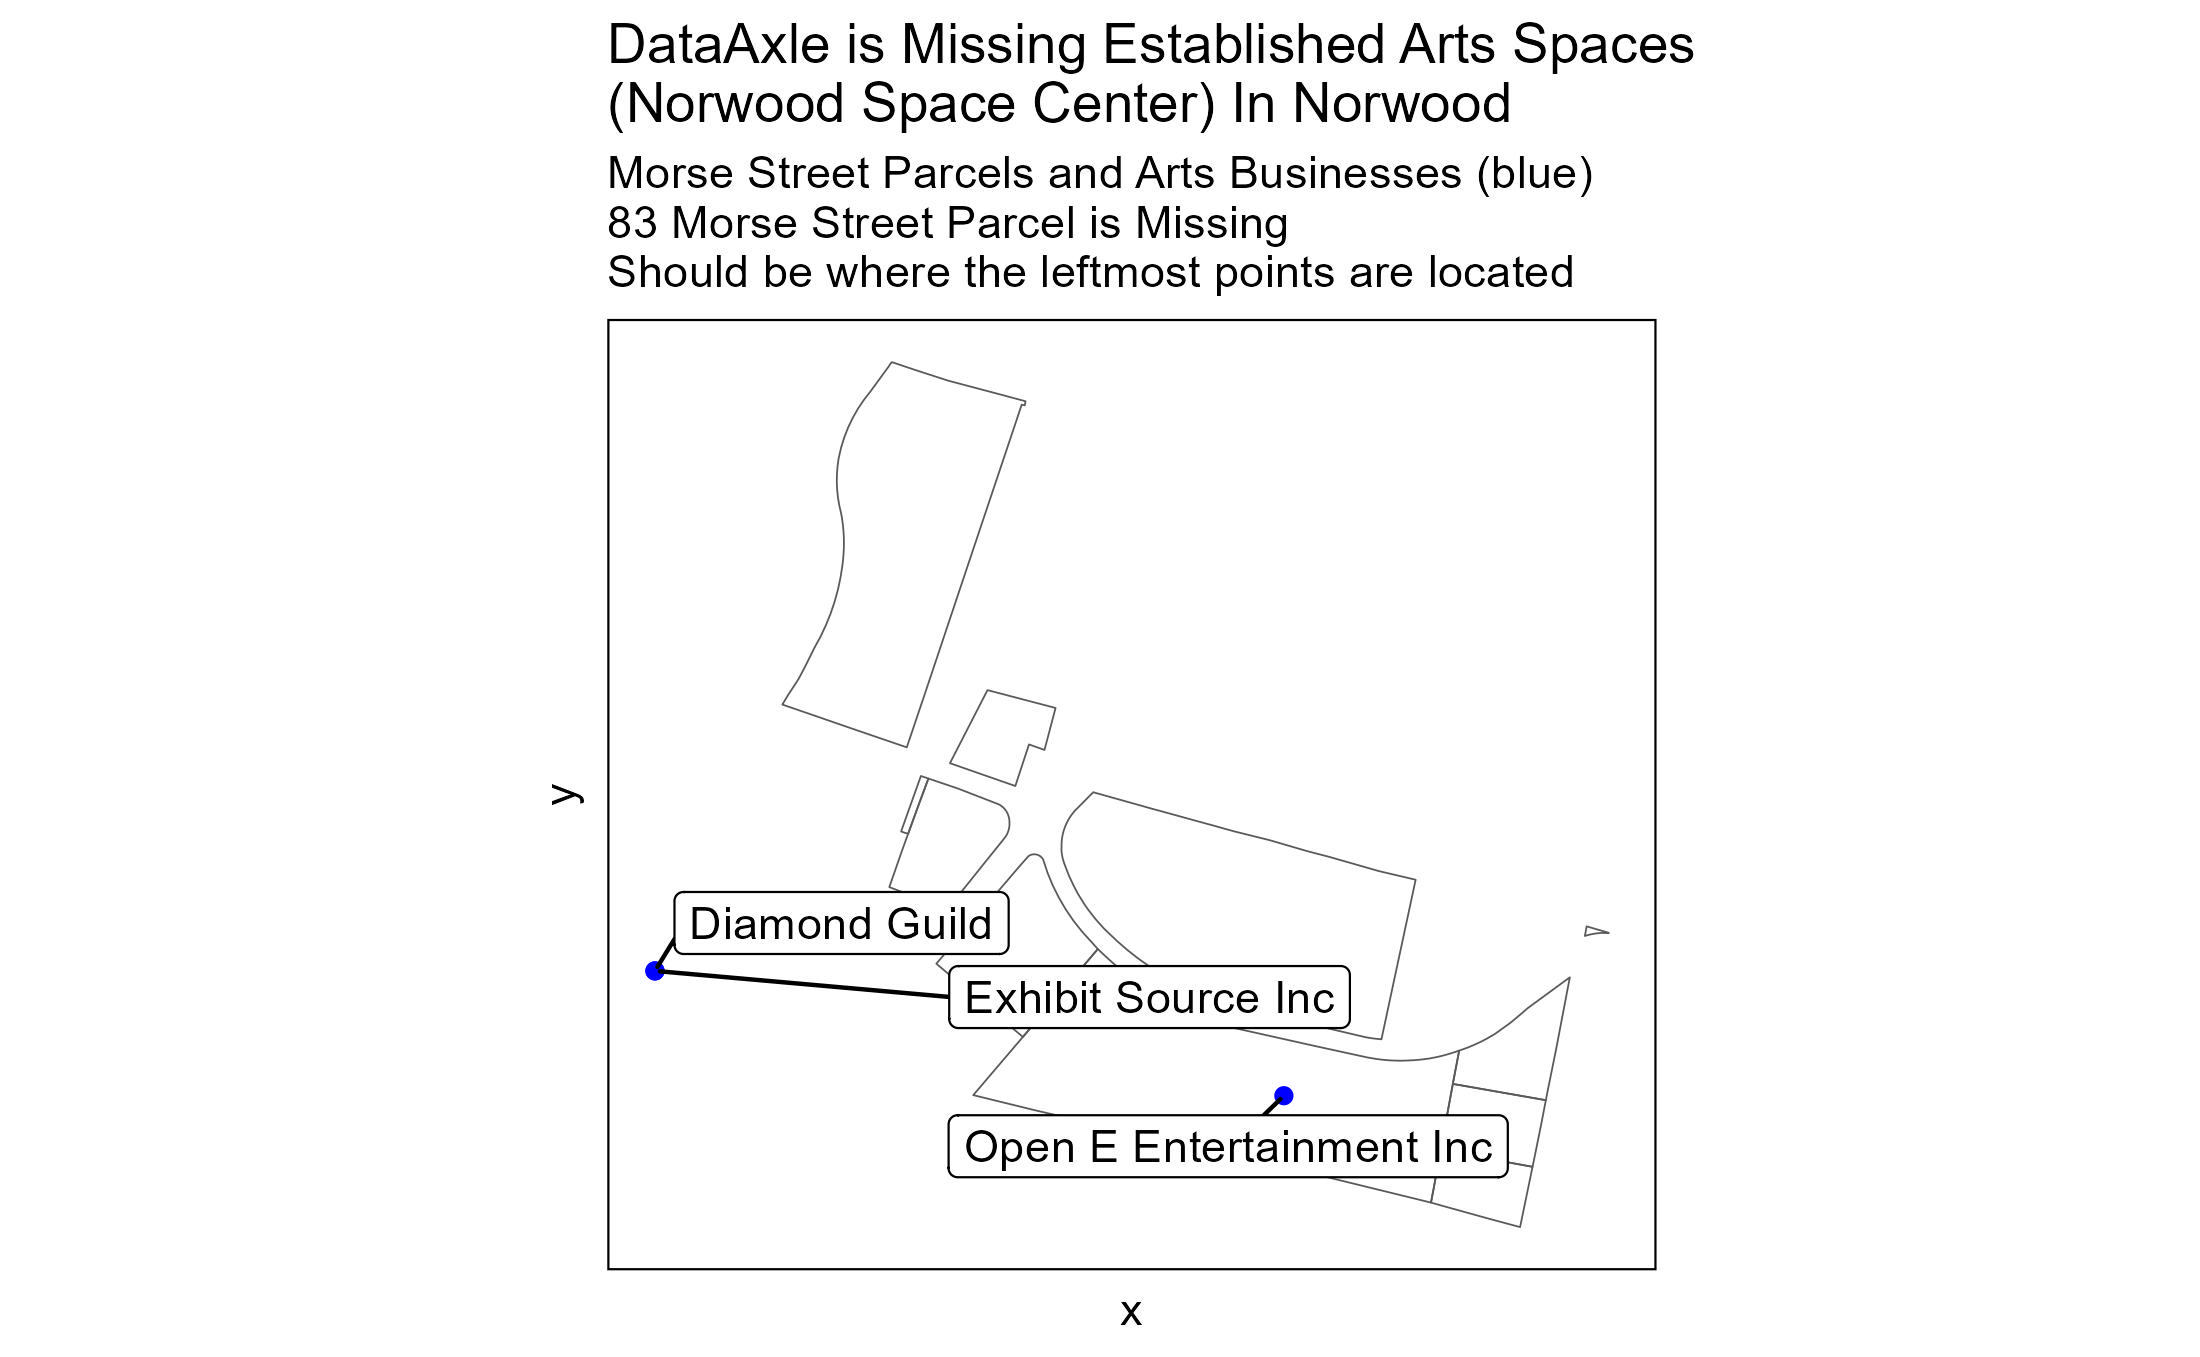 DataAxle is Missing Established Arts Spaces
(Norwood Space Center) In Norwood
Morse Street Parcels and Arts Businesses (blue)
83 Morse Street Parcel is Missing
Should be where the leftmost points are located
y
Diamond Guild
Exhibit Source Inc
Open E Entertainment Inc
x